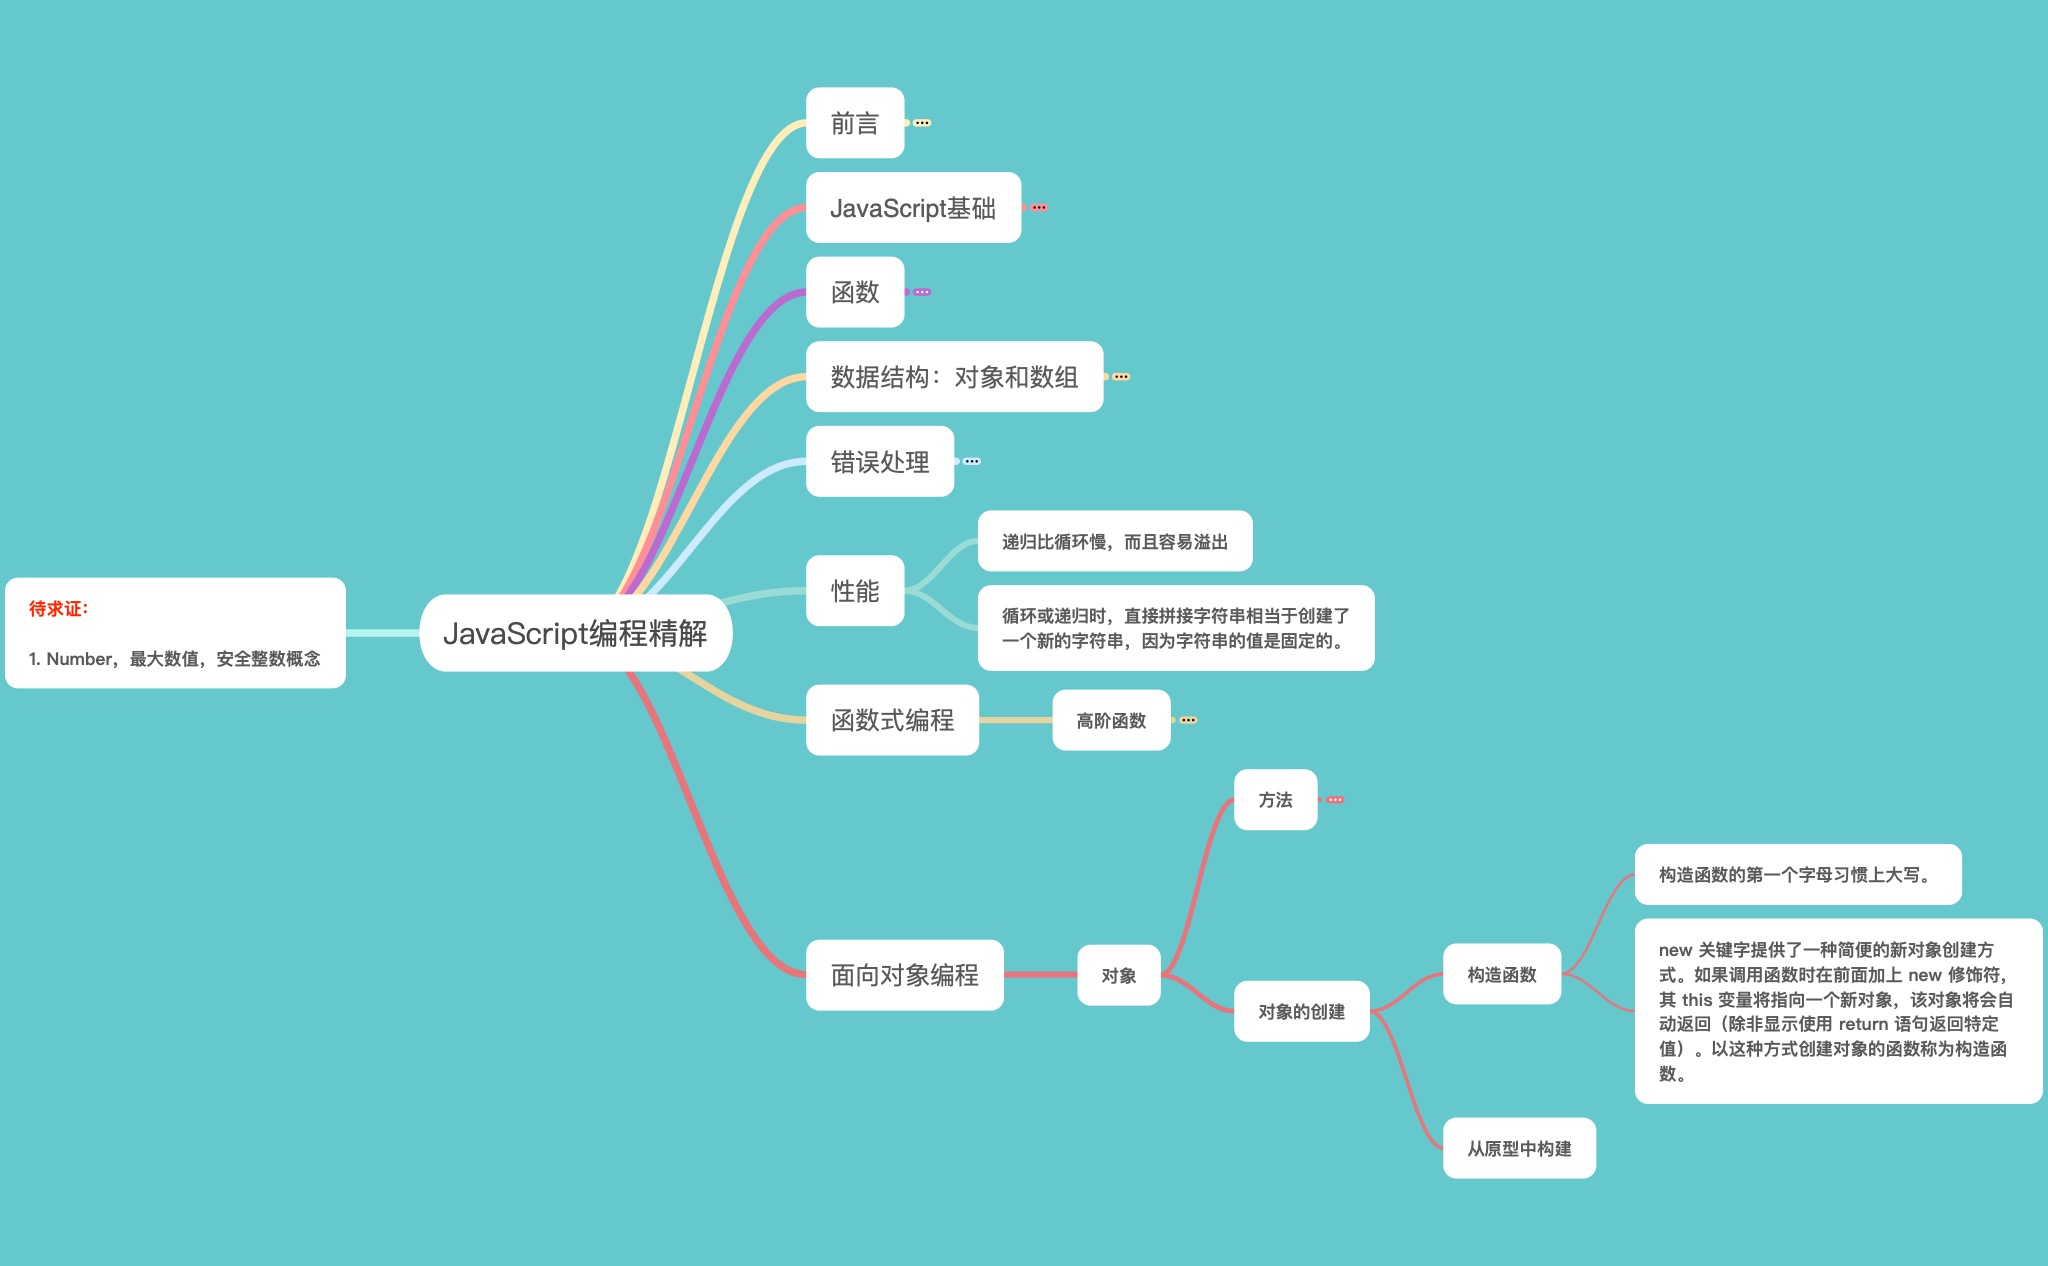 前言
JavaScript基础
函数
数据结构：对象和数组
错误处理
性能
递归比循环慢，而且容易溢出
循环或递归时，直接拼接字符串相当于创建了
一个新的字符串，因为字符串的值是固定的。
待求证：
1. Number，最大数值，安全整数概念
JavaScript编程精解
函数式编程
高阶函数
面向对象编程
对象
方法
对象的创建
构造函数
构造函数的第一个字母习惯上大写。
new 关键字提供了一种简便的新对象创建方
式。如果调用函数时在前面加上 new 修饰符，
其 this 变量将指向一个新对象，该对象将会自
动返回（除非显示使用 return 语句返回特定
值）。以这种方式创建对象的函数称为构造函
数。
从原型中构建